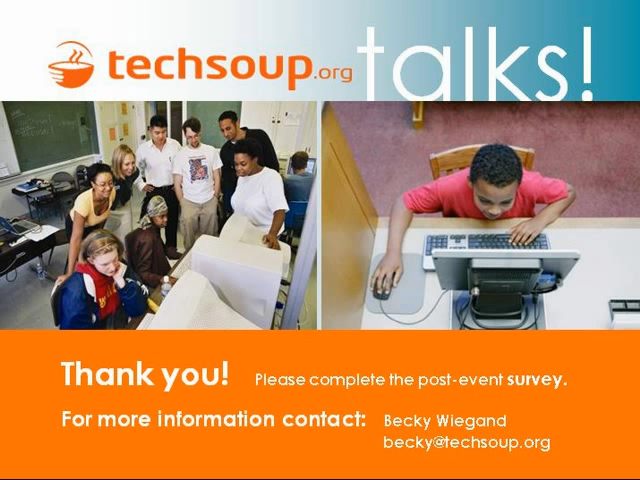 techsoup.org talks!
Thank you! Please complete the post-event survey.
For more information contact: Becky Wiegand
becky@techsoup.org